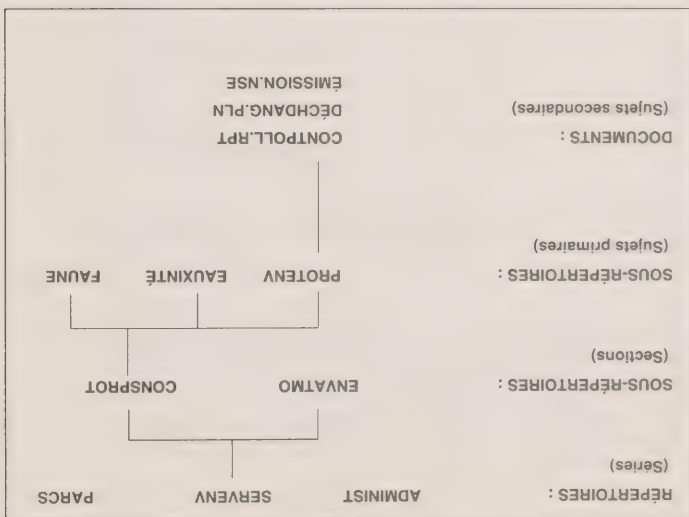 RÉPERTOIRES : ADMINIST SERVENV PARCS
(Séries)
SOUS-RÉPERTOIRES : ENVATMO CONSPROT
(Sections)
SOUS-RÉPERTOIRES : PROTENV EAUXINTÉ FAUNE
(Sujets primaires)
DOCUMENTS : CONTPOLL.RPT
(Sujets secondaires) DÉCHDANG.PLN
ÉMISSION.NSE